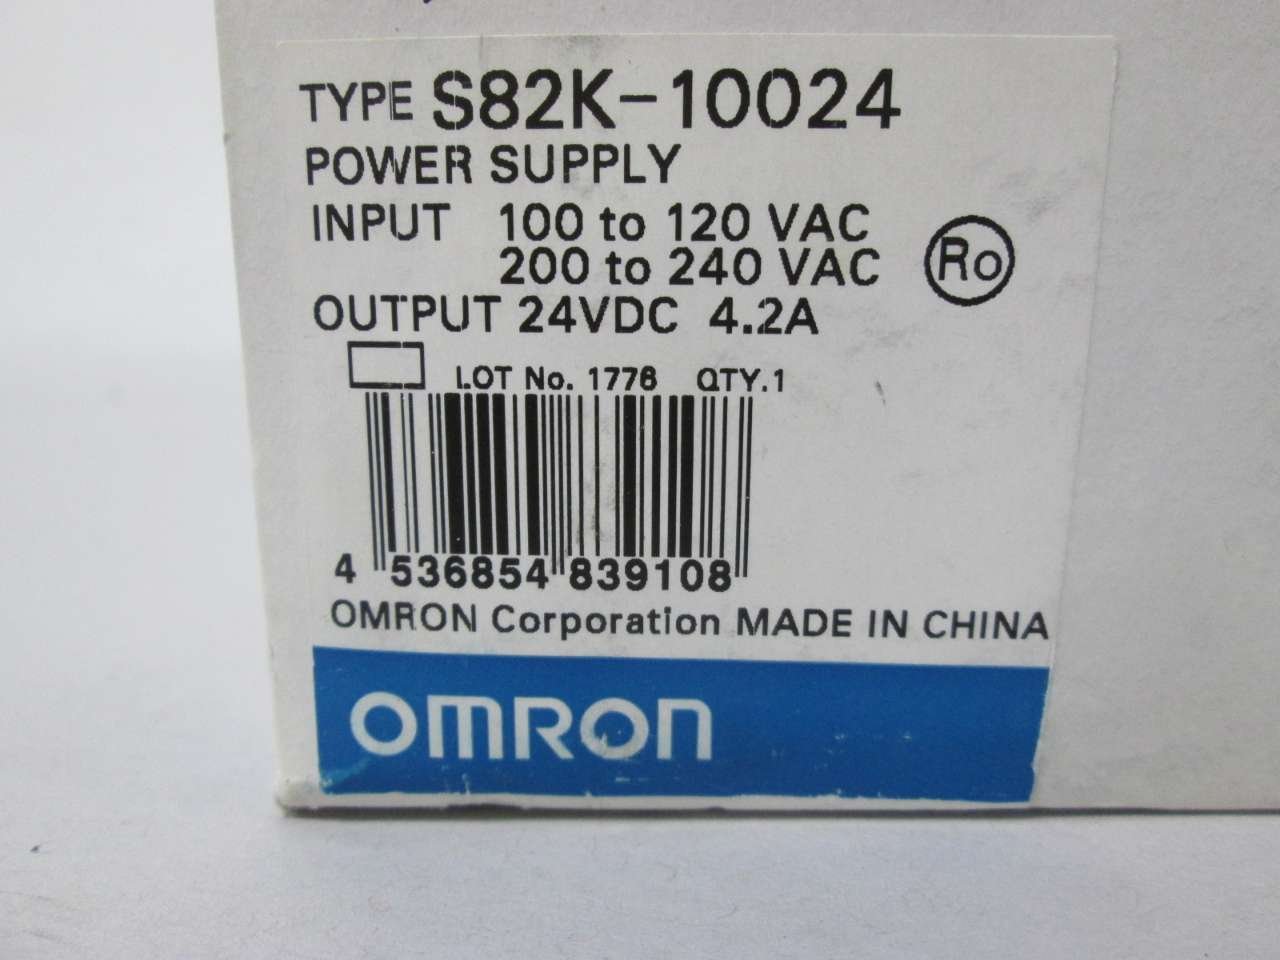 TYPE S82K-10024
POWER SUPPLY
INPUT 100 to 120 VAC
200 to 240 VAC
Ro
OUTPUT 24VDC 4.2A
LOT No. 1776 QTY.1
4 536854 839108
OMRON Corporation MADE IN CHINA
OMRON